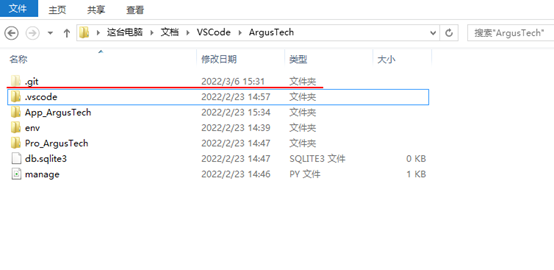 文件 主页 共享 查看
这台电脑 文档 VSCode ArgusTech 搜索"ArgusTech"
名称 修改日期 类型 大小
.git 2022/3/6 15:31 文件夹
.vscode 2022/2/23 14:57 文件夹
App_ArgusTech 2022/2/23 15:34 文件夹
env 2022/2/23 14:39 文件夹
Pro_ArgusTech 2022/2/23 14:47 文件夹
db.sqlite3 2022/2/23 14:47 SQLITE3 文件 0 KB
manage 2022/2/23 14:46 PY 文件 1 KB